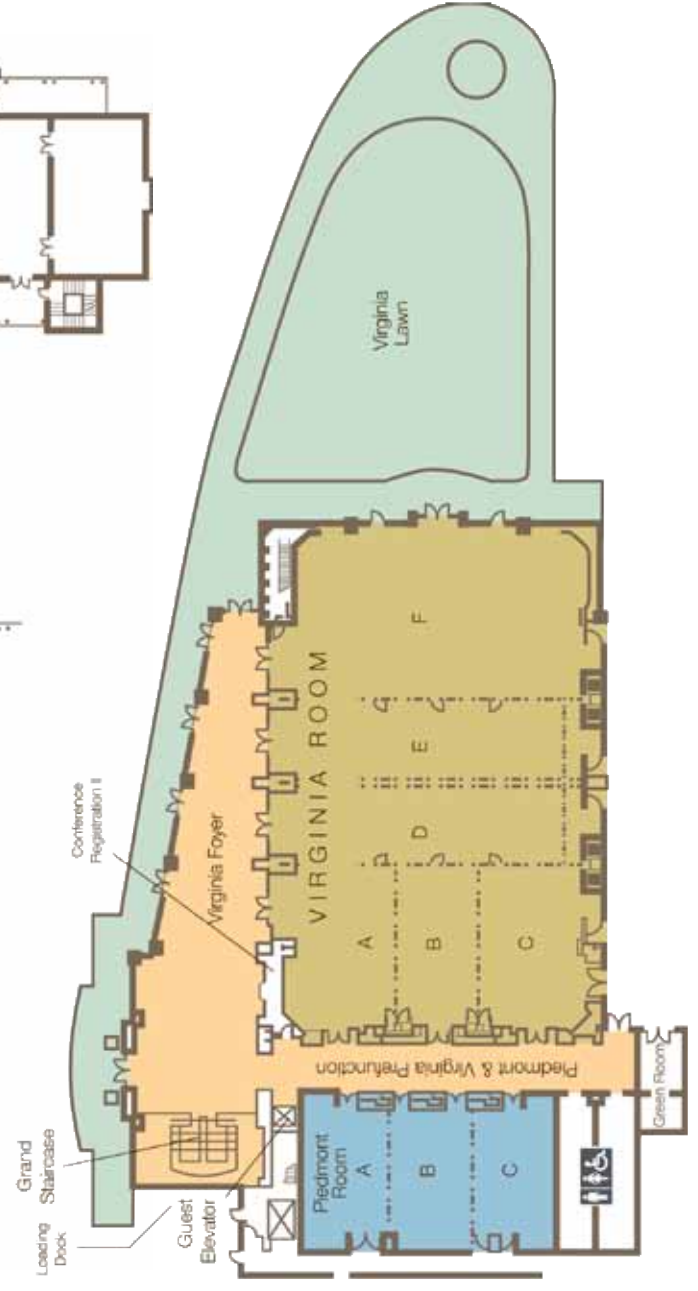 Virginia
Lawn
Conference
Registration II
Virginia Foyer
VIRGINIA ROOM
F
E
D
A
B
C
Piedmont & Virginia Prefunction
Green Room
Grand
Staircase
Loading
Dock
Guest
Elevator
Piedmont
Room
A
B
C